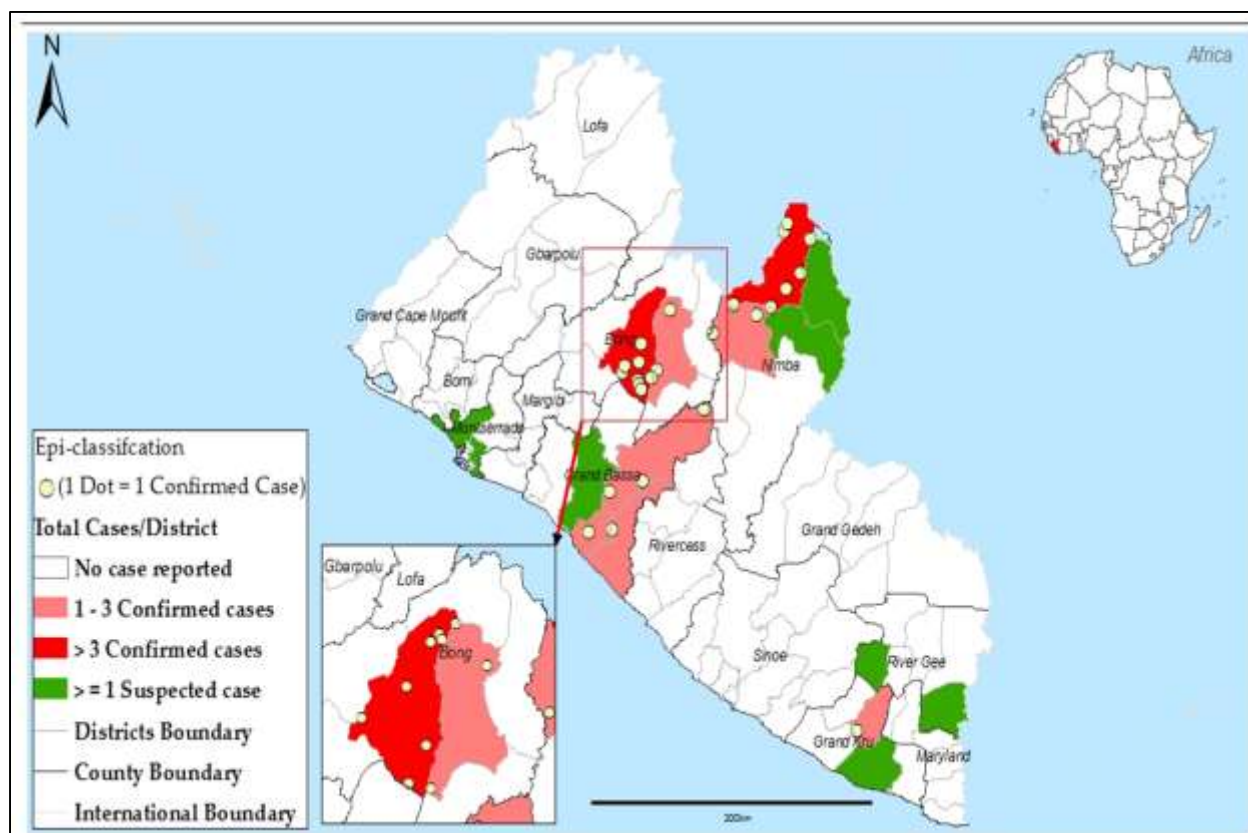 N
Africa
Lofa
Gbarpolu
Grand Cape Mount
Bong
Bomi
Nimba
Margibi
Montserrado
Grand Bassa
Grand Gedeh
Rivercess
Sinoe
River Gee
Grand Kru
Maryland
200km
Epi-classifcation
(1 Dot = 1 Confirmed Case)
Total Cases/District
No case reported
1 - 3 Confirmed cases
> 3 Confirmed cases
> = 1 Suspected case
Districts Boundary
County Boundary
International Boundary
Gbarpolu
Lofa
Bong